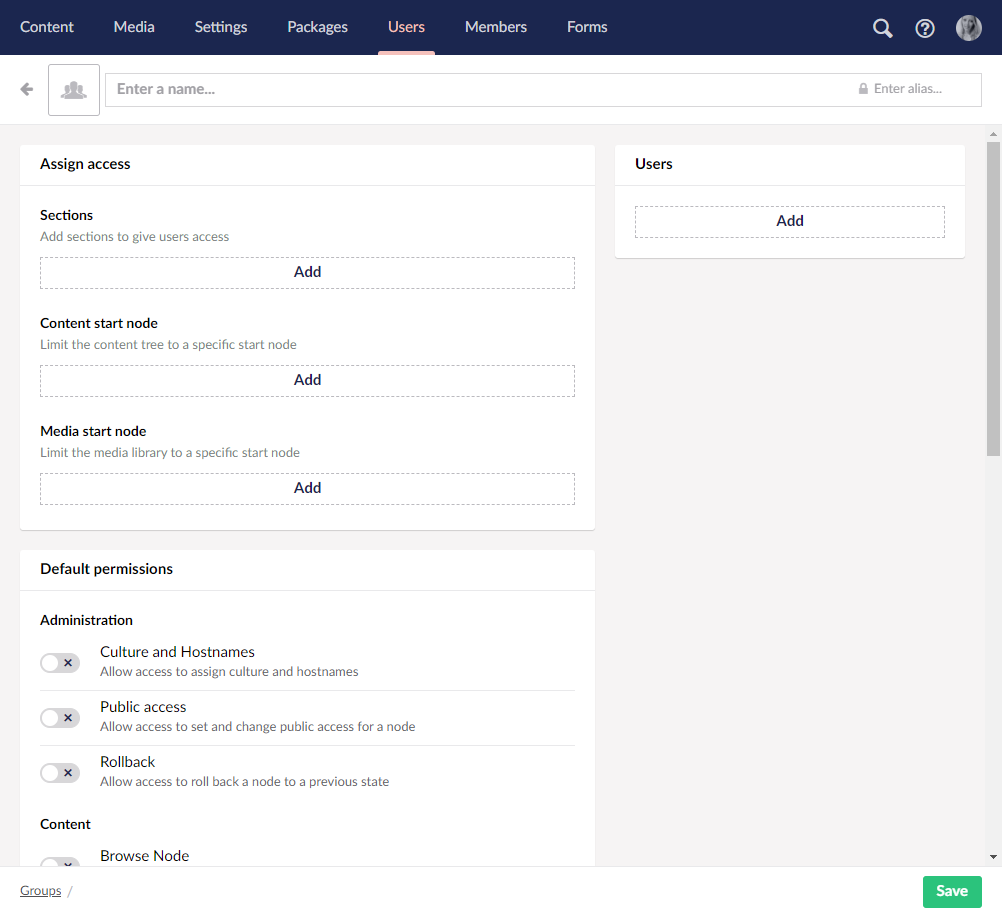 Content Media Settings Packages Users Members Forms
Enter a name... Enter alias...
Assign access
Users
Add
Sections
Add sections to give users access
Add
Content start node
Limit the content tree to a specific start node
Add
Media start node
Limit the media library to a specific start node
Add
Default permissions
Administration
Culture and Hostnames
Allow access to assign culture and hostnames
Public access
Allow access to set and change public access for a node
Rollback
Allow access to roll back a node to a previous state
Content
Browse Node
Groups /
Save